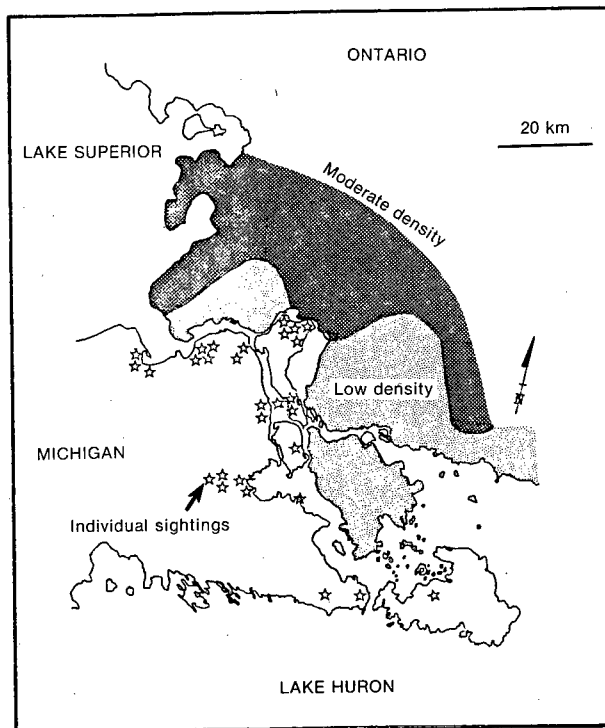 ONTARIO
20 km
LAKE SUPERIOR
Moderate density
Low density
N
MICHIGAN
Individual sightings
LAKE HURON